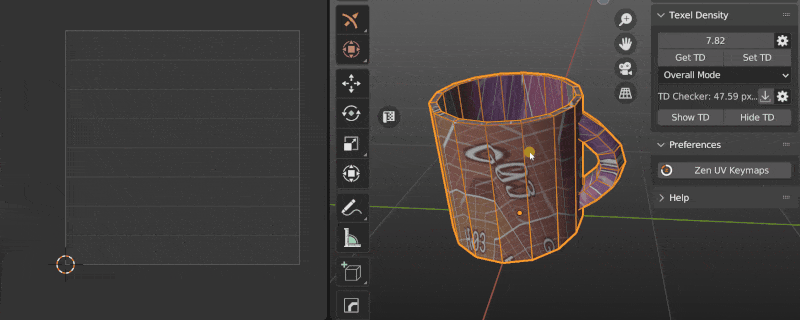 Texel Density
7.82
Get TD
Set TD
Overall Mode
TD Checker: 47.59 px...
Show TD
Hide TD
Preferences
Zen UV Keymaps
Help